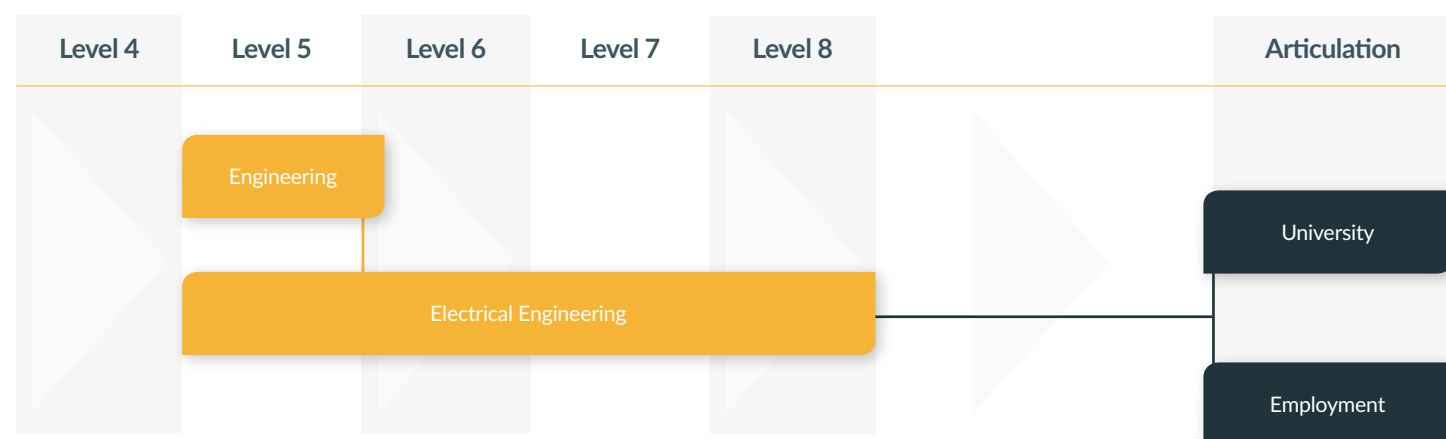 Level 4 Level 5 Level 6 Level 7 Level 8 Articulation
Engineering
University
Electrical Engineering
Employment